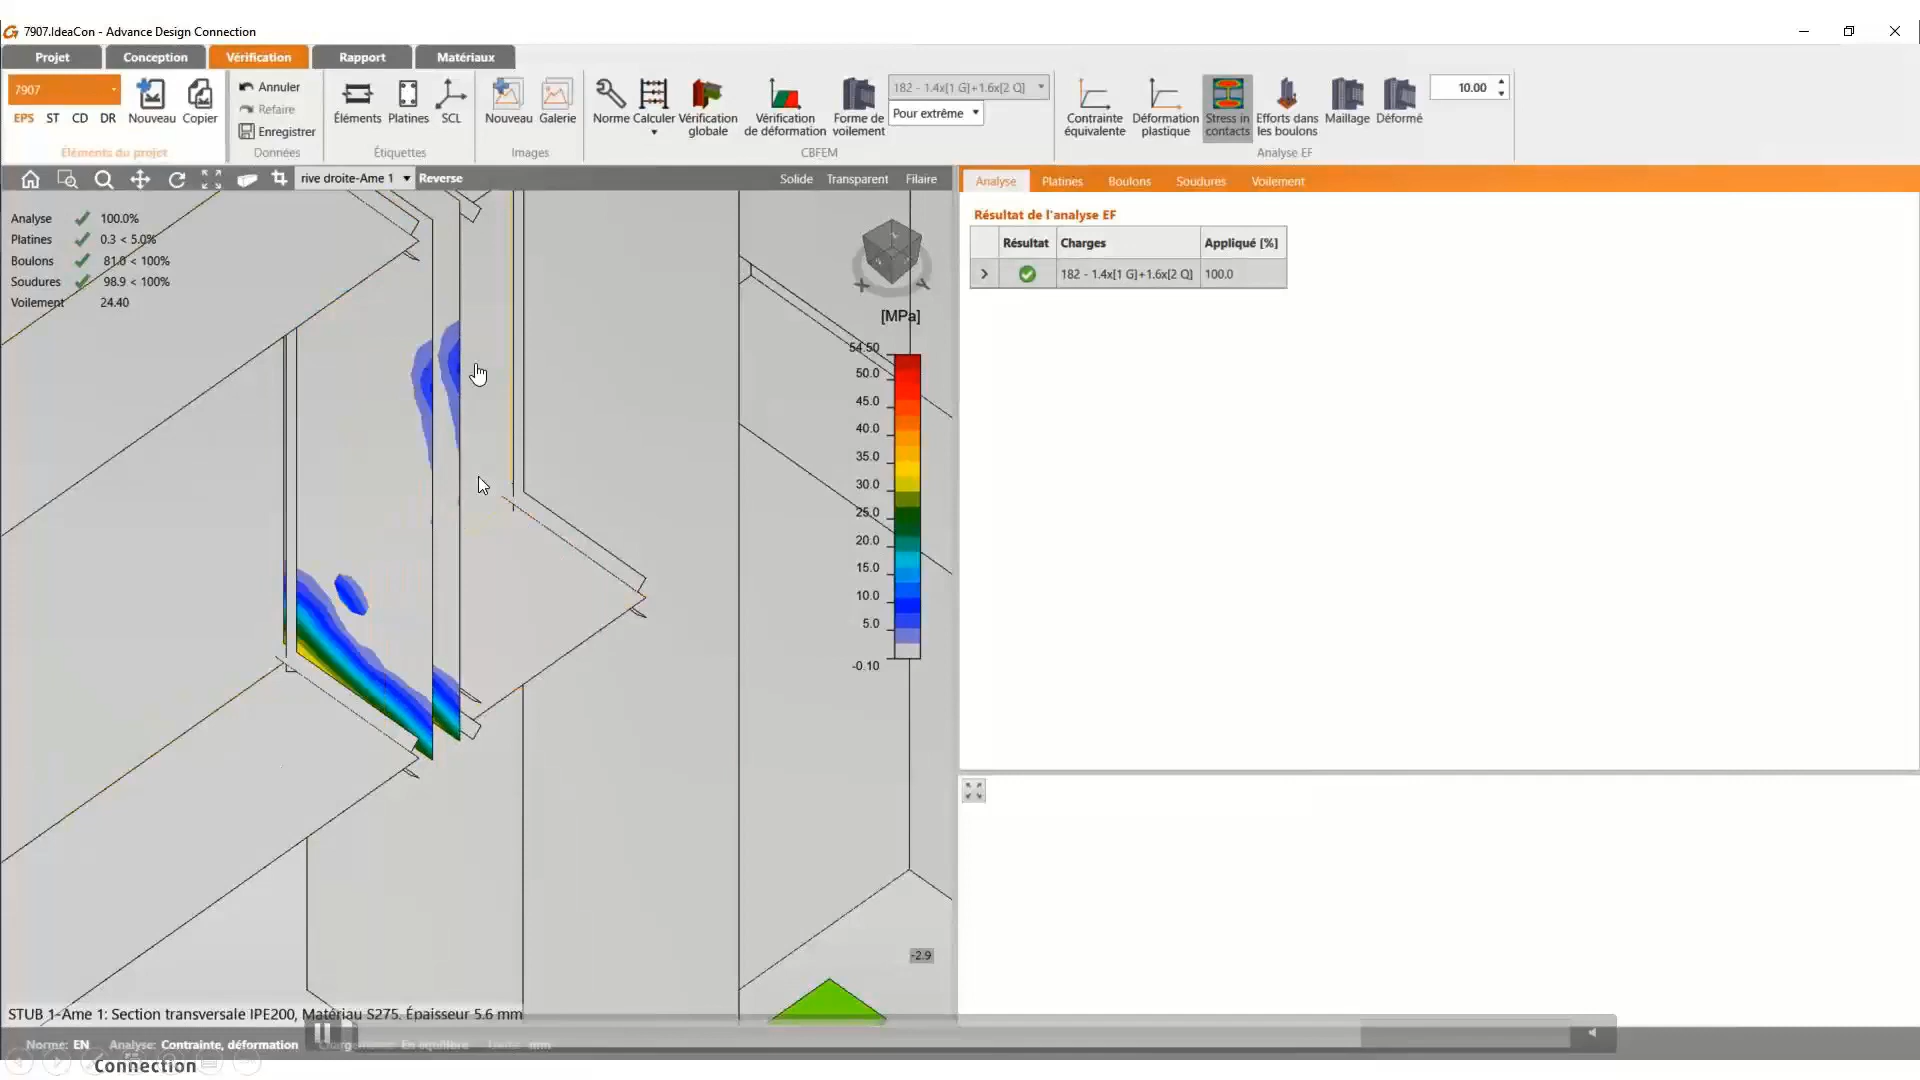 7907.IdeaCon - Advance Design Connection
Projet
Conception
Vérification
Rapport
Matériaux
7907
EPS ST CD DR
Nouveau
Copier
Eléments du projet
Annuler
Refaire
Enregistrer
Données
Éléments
Platines
SCL
Étiquettes
Nouveau
Galerie
Images
Norme
Calculer
Vérification
globale
Vérification
de déformation
Forme de
voilement
182 - 1.4x[1 G]+1.6x[2 Q]
Pour extrême
CBFEM
Contrainte
équivalente
Déformation
plastique
Stress in
contacts
Efforts dans
les boulons
Maillage
Déformé
10.00
Analyse EF
rive droite-Ame 1
Reverse
Solide
Transparent
Filaire
Analyse 100.0%
Platines 0.3 < 5.0%
Boulons 81.0 < 100%
Soudures 98.9 < 100%
Voilement 24.40
[MPa]
54.50
50.0
45.0
40.0
35.0
30.0
25.0
20.0
15.0
10.0
5.0
-0.10
-2.9
STUB 1-Ame 1: Section transversale IPE200, Matériau S275. Épaisseur 5.6 mm
Analyse
Platines
Boulons
Soudures
Voilement
Résultat de l'analyse EF
Résultat Charges Appliqué [%]
182 - 1.4x[1 G]+1.6x[2 Q] 100.0
Norme: EN Analyse: Contrainte, déformation En équilibre mm
Connection